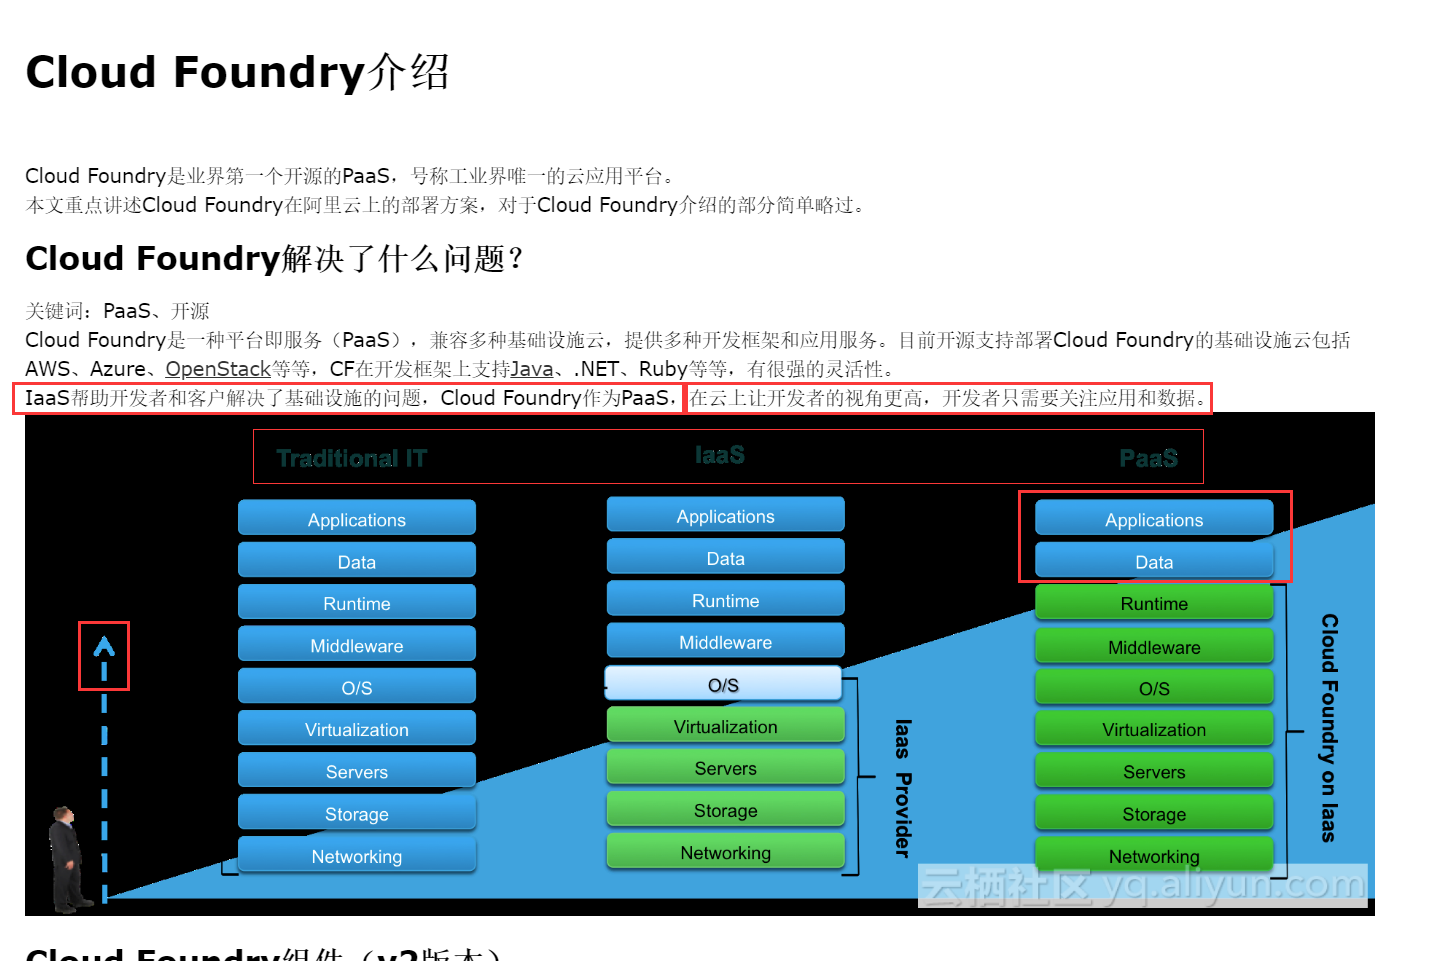 Cloud Foundry介绍
Cloud Foundry是业界第一个开源的PaaS，号称工业界唯一的云应用平台。
本文重点讲述Cloud Foundry在阿里云上的部署方案，对于Cloud Foundry介绍的部分简单略过。
Cloud Foundry解决了什么问题？
关键词：PaaS、开源
Cloud Foundry是一种平台即服务（PaaS），兼容多种基础设施云，提供多种开发框架和应用服务。目前开源支持部署Cloud Foundry的基础设施云包括
AWS、Azure、OpenStack等等，CF在开发框架上支持Java、.NET、Ruby等等，有很强的灵活性。
IaaS帮助开发者和客户解决了基础设施的问题，Cloud Foundry作为PaaS，在云上让开发者的视角更高，开发者只需要关注应用和数据。
Traditional IT
Applications
Data
Runtime
Middleware
O/S
Virtualization
Servers
Storage
Networking
IaaS
Applications
Data
Runtime
Middleware
O/S
Virtualization
Servers
Storage
Networking
Iaas Provider
PaaS
Applications
Data
Runtime
Middleware
O/S
Virtualization
Servers
Storage
Networking
Cloud Foundry on Iaas
云栖社区 yq.aliyun.com
Cloud Foundry组件（v2版本）